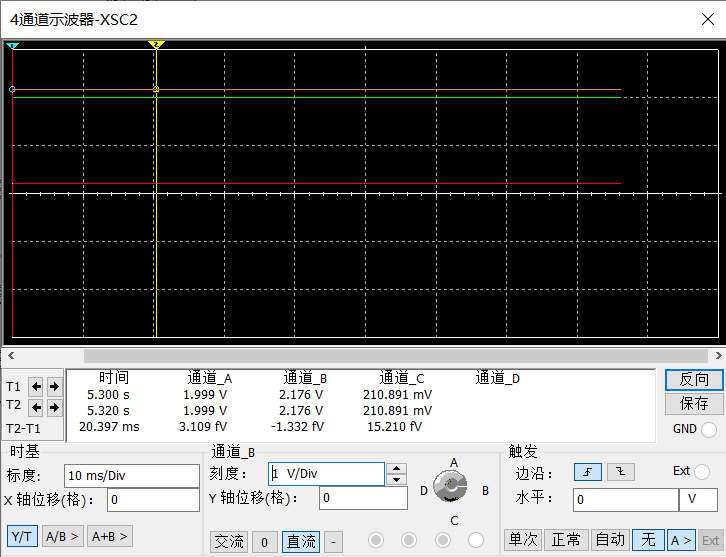 4通道示波器-XSC2
1 2
时间 通道_A 通道_B 通道_C 通道_D
T1 5.300 s 1.999 V 2.176 V 210.891 mV
T2 5.320 s 1.999 V 2.176 V 210.891 mV
T2-T1 20.397 ms 3.109 fV -1.332 fV 15.210 fV
反向
保存
GND
时基 通道_B 触发
标度: 10 ms/Div 刻度: 1 V/Div A B C D 边沿: Ext
X 轴位移(格): 0 Y 轴位移(格): 0 水平: 0 V
Y/T A/B > A+B > 交流 0 直流 - 单次 正常 自动 无 A > Ext